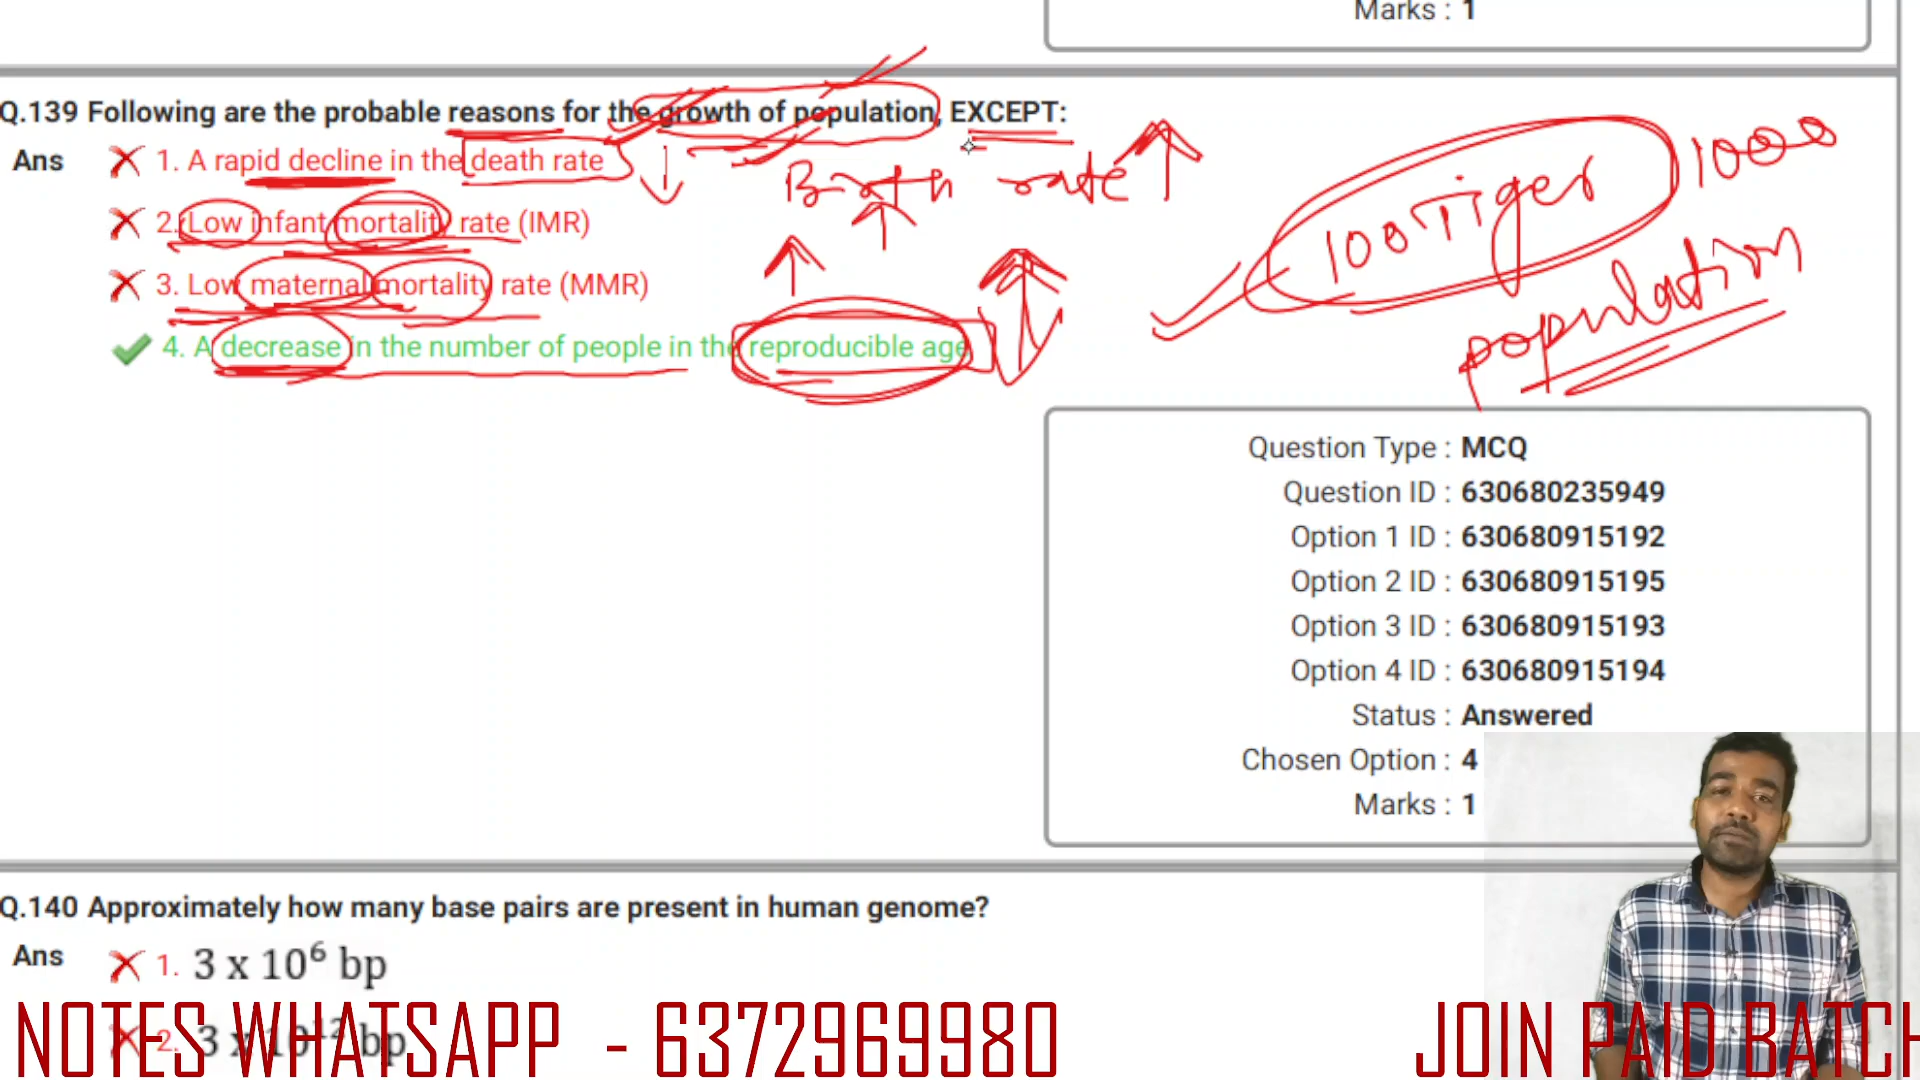 Marks : 1
Q.139 Following are the probable reasons for the growth of population, EXCEPT:
Ans
1. A rapid decline in the death rate
Birth rate
100 Tiger
1000
population
2. Low infant mortality rate (IMR)
3. Low maternal mortality rate (MMR)
4. A decrease in the number of people in the reproducible age
Question Type : MCQ
Question ID : 630680235949
Option 1 ID : 630680915192
Option 2 ID : 630680915195
Option 3 ID : 630680915193
Option 4 ID : 630680915194
Status : Answered
Chosen Option : 4
Marks : 1
Q.140 Approximately how many base pairs are present in human genome?
Ans
1. 3 x 10⁶ bp
2. 3 x 10¹² bp
NOTES WHATSAPP - 6372969980
JOIN PAID BATCH